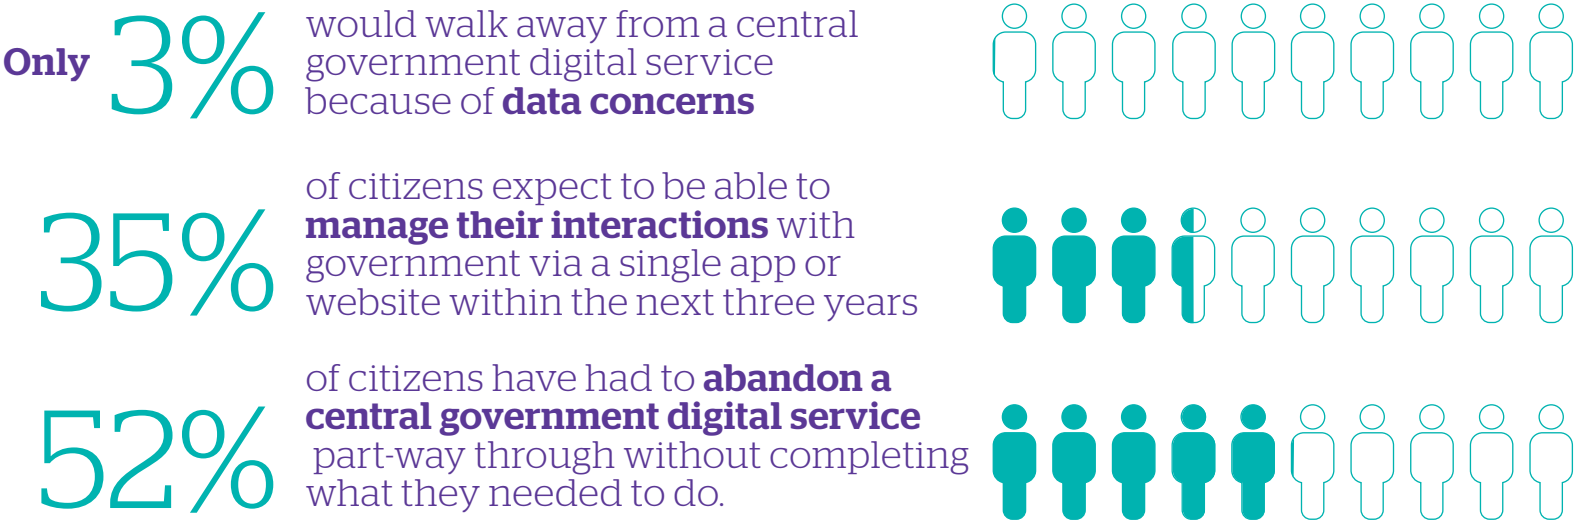 Only 3%
would walk away from a central
government digital service
because of data concerns
35%
of citizens expect to be able to
manage their interactions with
government via a single app or
website within the next three years
52%
of citizens have had to abandon a
central government digital service
part-way through without completing
what they needed to do.